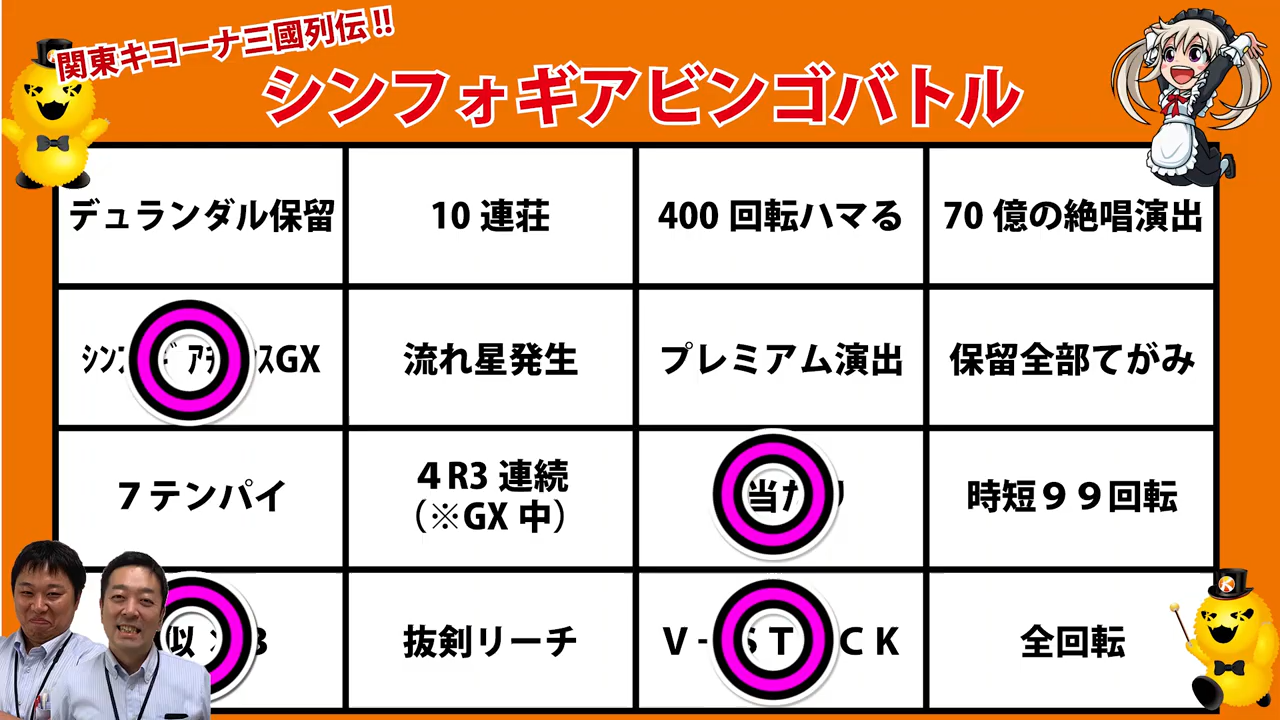 関東キコーナ三國列伝!!
シンフォギアビンゴバトル
デュランダル保留
10連荘
400回転ハマる
70億の絶唱演出
GX
流れ星発生
プレミアム演出
保留全部てがみ
7テンパイ
４R3連続
（※GX中）
当たり
時短９９回転
抜剣リーチ
V-STOCK
全回転